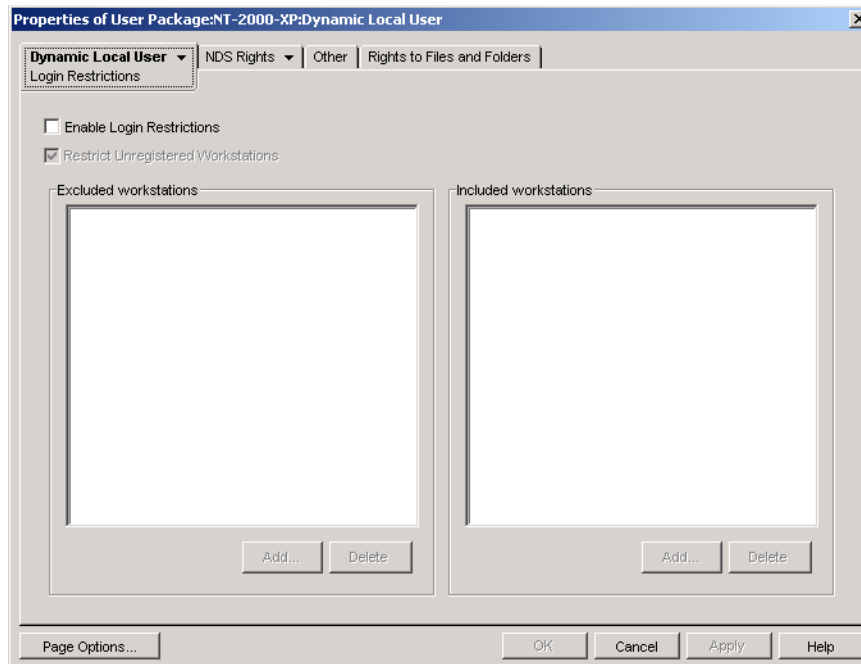 Properties of User Package:NT-2000-XP:Dynamic Local User
Dynamic Local User NDS Rights Other Rights to Files and Folders
Login Restrictions
Enable Login Restrictions
Restrict Unregistered Workstations
Excluded workstations Included workstations
Add... Delete Add... Delete
Page Options... OK Cancel Apply Help